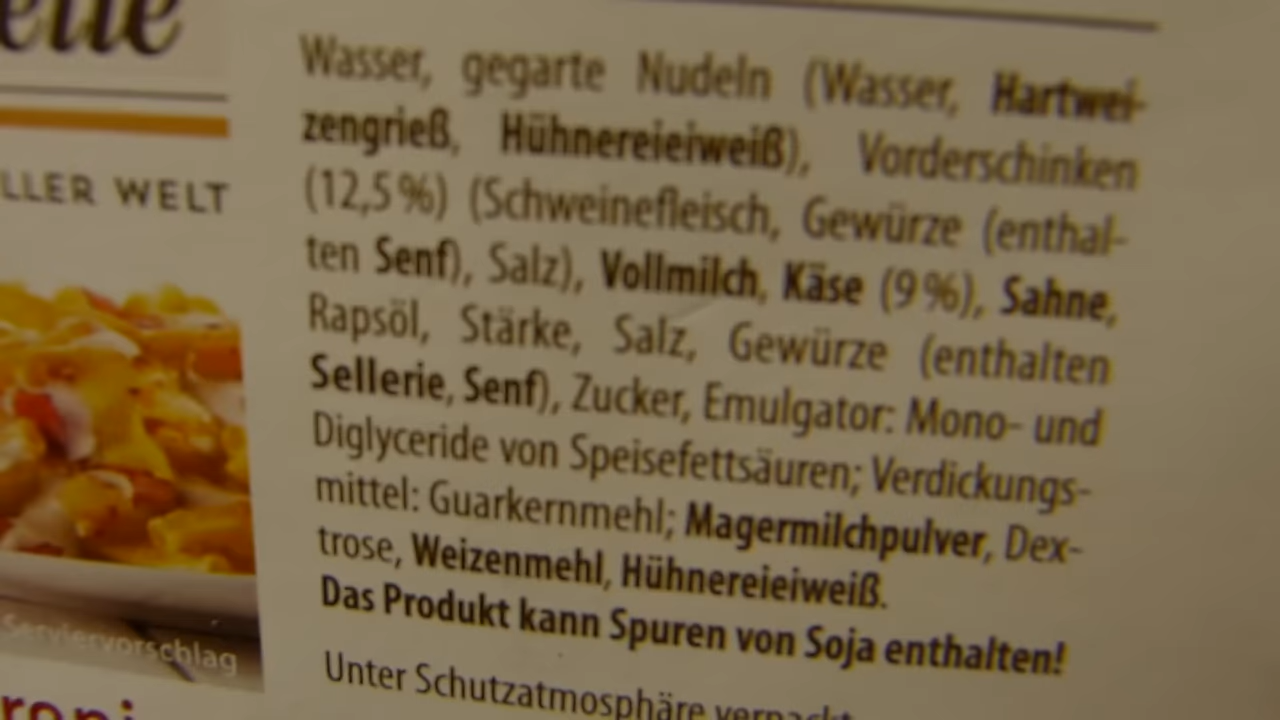 LLER WELT
Serviervorschlag
Wasser, gegarte Nudeln (Wasser, Hartwei-
zengrieß, Hühnereieiweiß), Vorderschinken
(12,5%) (Schweinefleisch, Gewürze (enthal-
ten Senf), Salz), Vollmilch, Käse (9%), Sahne,
Rapsöl, Stärke, Salz, Gewürze (enthalten
Sellerie, Senf), Zucker, Emulgator: Mono- und
Diglyceride von Speisefettsäuren; Verdickungs-
mittel: Guarkernmehl; Magermilchpulver, Dex-
trose, Weizenmehl, Hühnereieiweiß.
Das Produkt kann Spuren von Soja enthalten!
Unter Schutzatmosphäre verpackt